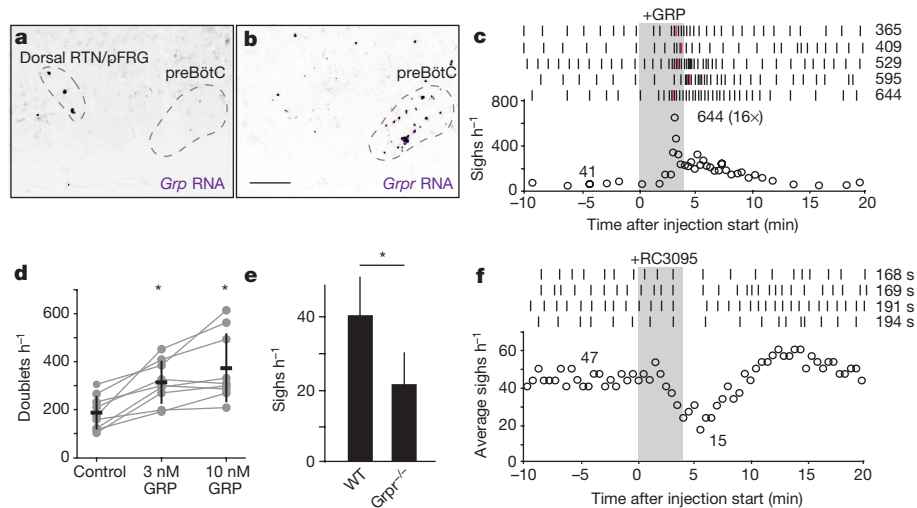 a
Dorsal RTN/pFRG
preBötC
Grp RNA
b
preBötC
Grpr RNA
c
+GRP
365
409
529
595
644
800
400
0
Sighs h⁻¹
644 (16×)
41
−10
−5
0
5
10
15
20
Time after injection start (min)
d
*
*
600
400
200
0
Doublets h⁻¹
Control
3 nM GRP
10 nM GRP
e
*
40
20
0
Sighs h⁻¹
WT
Grpr⁻/⁻
f
+RC3095
168 s
169 s
191 s
194 s
60
40
20
0
Average sighs h⁻¹
47
15
−10
−5
0
5
10
15
20
Time after injection start (min)